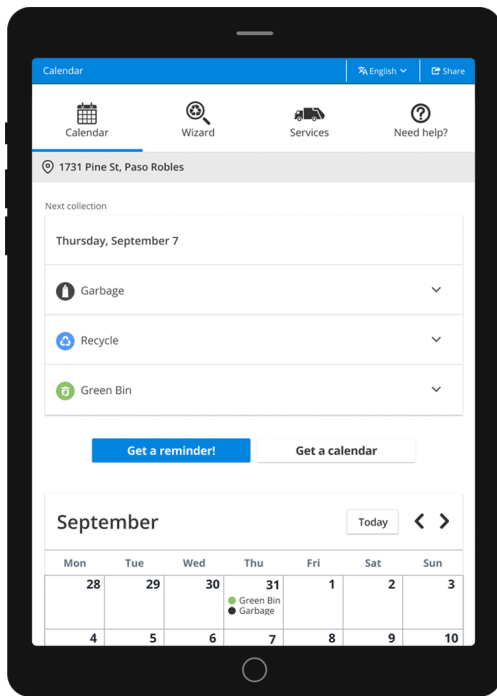 Calendar
English
Share
Calendar
Wizard
Services
Need help?
1731 Pine St, Paso Robles
Next collection
Thursday, September 7
Garbage
Recycle
Green Bin
Get a reminder!
Get a calendar
September
Today
Mon Tue Wed Thu Fri Sat Sun
28 29 30 31 1 2 3
Green Bin
Garbage
4 5 6 7 8 9 10